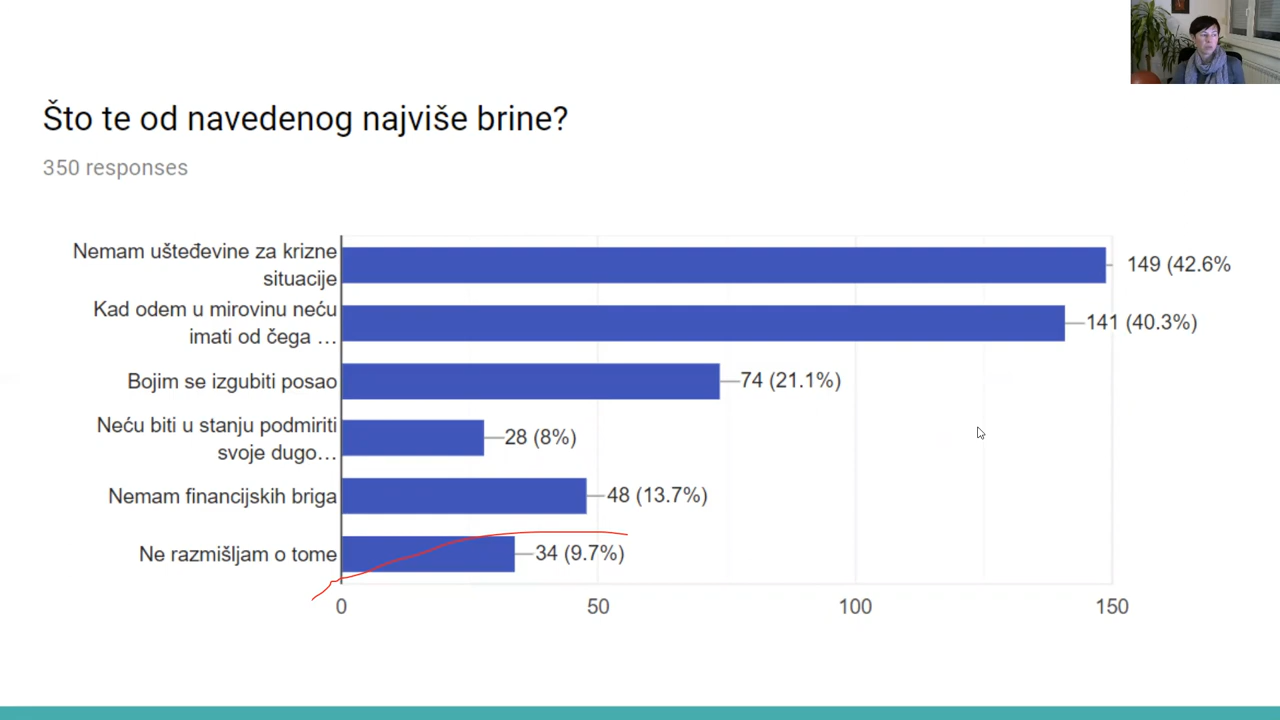 Što te od navedenog najviše brine?
350 responses
Nemam ušteđevine za krizne
situacije
149 (42.6%
Kad odem u mirovinu neću
imati od čega …
141 (40.3%)
Bojim se izgubiti posao
74 (21.1%)
Neću biti u stanju podmiriti
svoje dugo…
28 (8%)
Nemam financijskih briga
48 (13.7%)
Ne razmišljam o tome
34 (9.7%)
0 50 100 150